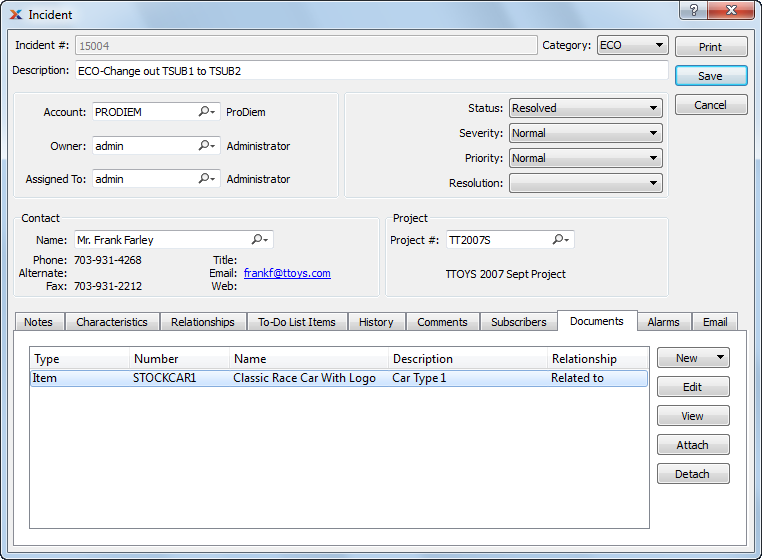 Incident
Incident #: 15004 Category: ECO Print
Description: ECO-Change out TSUB1 to TSUB2 Save
Cancel
Account: PRODIEM ProDiem
Owner: admin Administrator
Assigned To: admin Administrator
Status: Resolved
Severity: Normal
Priority: Normal
Resolution:
Contact
Name: Mr. Frank Farley
Phone: 703-931-4268 Title:
Alternate: Email: frankf@ttoys.com
Fax: 703-931-2212 Web:
Project
Project #: TT2007S
TTOYS 2007 Sept Project
Notes Characteristics Relationships To-Do List Items History Comments Subscribers Documents Alarms Email
Type Number Name Description Relationship
Item STOCKCAR1 Classic Race Car With Logo Car Type 1 Related to
New
Edit
View
Attach
Detach